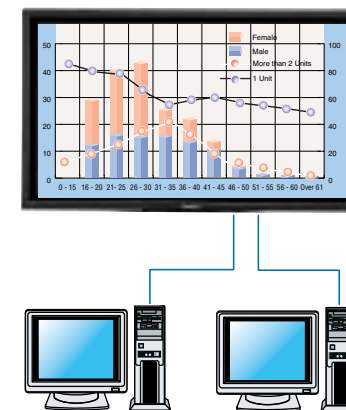 Female
Male
More than 2 Units
1 Unit
50 100
40 80
30 60
20 40
10 20
0 0
0 - 15 16 - 20 21- 25 26 - 30 31 - 35 36 - 40 41 - 45 46 - 50 51 - 55 56 - 60 Over 61